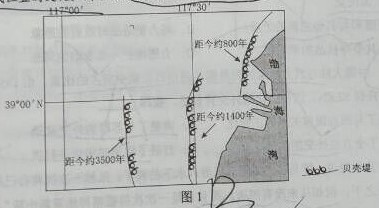 117°00′
117°30′
距今约800年
渤
39°00′N
海
距今约1400年
距今约3500年
湾
图1
贝壳堤